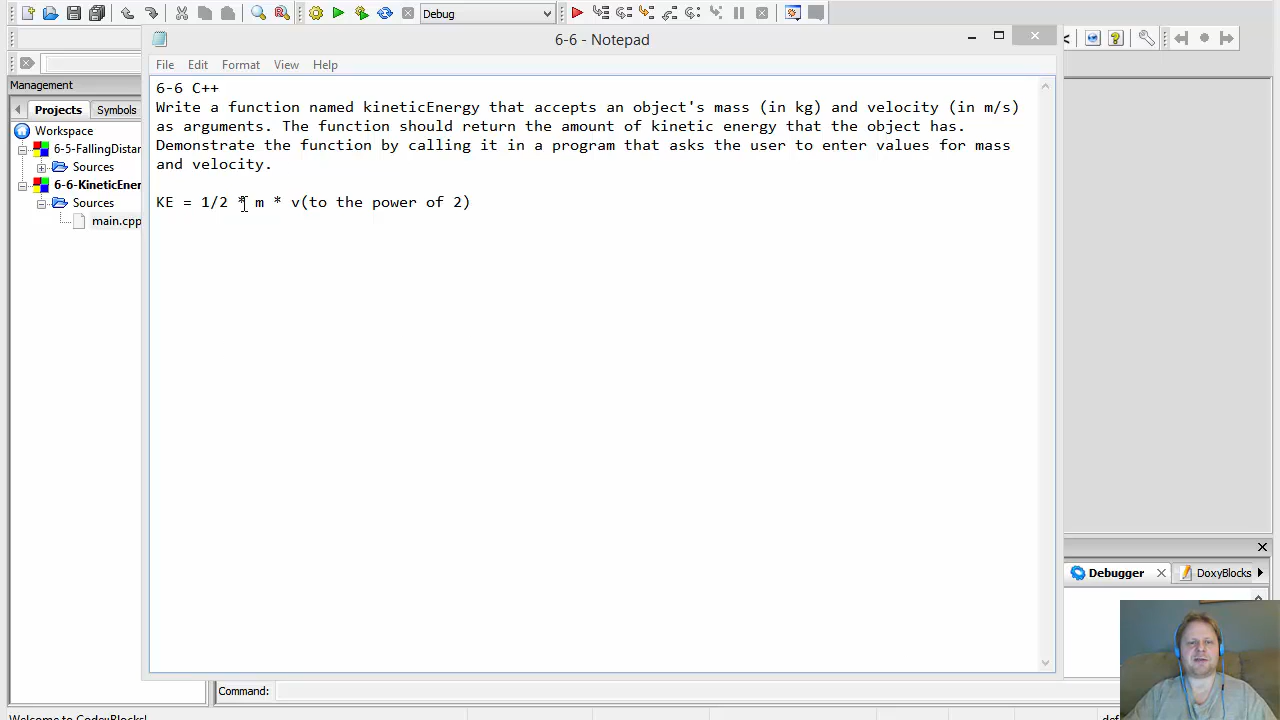 Debug
6-6 - Notepad
File Edit Format View Help
Management
Projects Symbols
Workspace
6-5-FallingDistar
Sources
6-6-KineticEner
Sources
main.cpp
6-6 C++
Write a function named kineticEnergy that accepts an object's mass (in kg) and velocity (in m/s)
as arguments. The function should return the amount of kinetic energy that the object has.
Demonstrate the function by calling it in a program that asks the user to enter values for mass
and velocity.
KE = 1/2 * m * v(to the power of 2)
Debugger DoxyBlocks
Command:
Welcome to Code::Blocks!